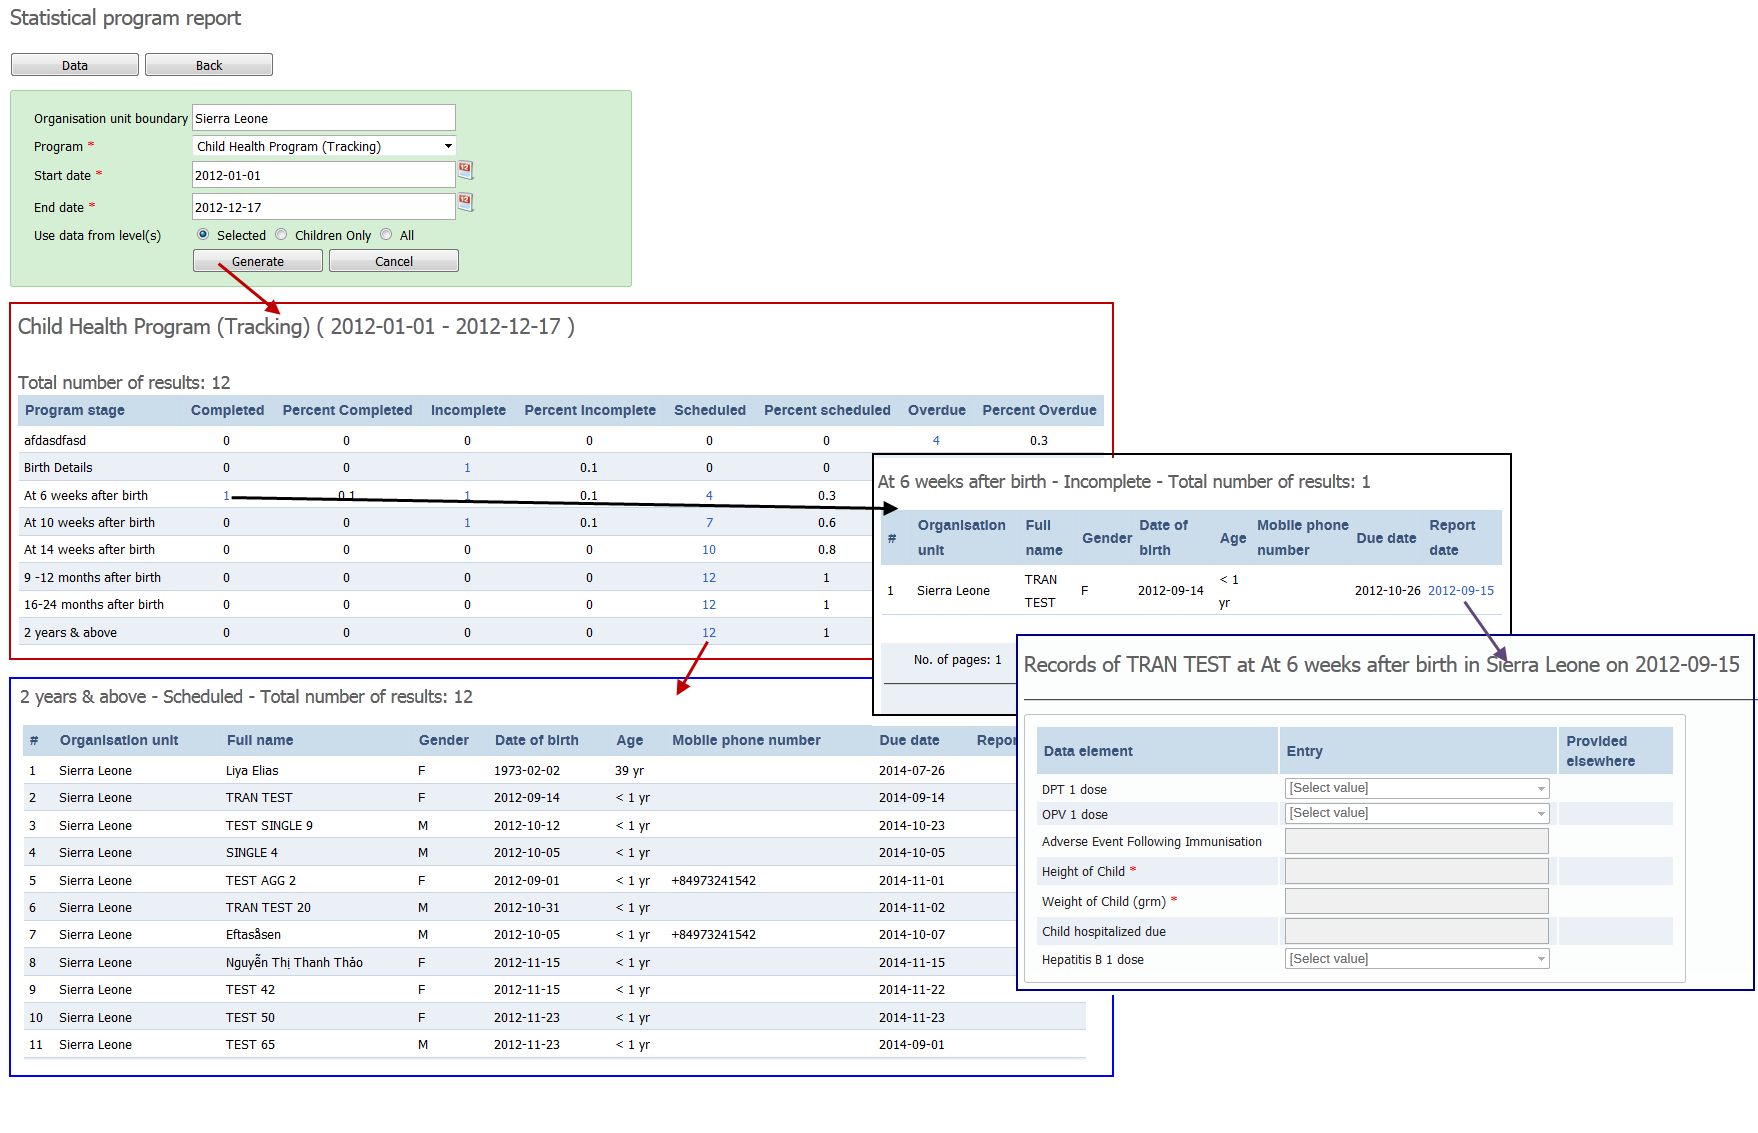 Statistical program report
Data Back
Organisation unit boundary Sierra Leone
Program * Child Health Program (Tracking)
Start date * 2012-01-01
End date * 2012-12-17
Use data from level(s) Selected Children Only All
Generate Cancel
Child Health Program (Tracking) ( 2012-01-01 - 2012-12-17 )
Total number of results: 12
Program stage Completed Percent Completed Incomplete Percent Incomplete Scheduled Percent scheduled Overdue Percent Overdue
afdasdfasd 0 0 0 0 0 0 4 0.3
Birth Details 0 0 1 0.1 0 0
At 6 weeks after birth 1 0.1 1 0.1 4 0.3
At 10 weeks after birth 0 0 1 0.1 7 0.6
At 14 weeks after birth 0 0 0 0 10 0.8
9 -12 months after birth 0 0 0 0 12 1
16-24 months after birth 0 0 0 0 12 1
2 years & above 0 0 0 0 12 1
At 6 weeks after birth - Incomplete - Total number of results: 1
# Organisation unit Full name Gender Date of birth Age Mobile phone number Due date Report date
1 Sierra Leone TRAN TEST F 2012-09-14 < 1 yr 2012-10-26 2012-09-15
No. of pages: 1
Records of TRAN TEST at At 6 weeks after birth in Sierra Leone on 2012-09-15
Data element Entry Provided elsewhere
DPT 1 dose [Select value]
OPV 1 dose [Select value]
Adverse Event Following Immunisation
Height of Child *
Weight of Child (grm) *
Child hospitalized due
Hepatitis B 1 dose [Select value]
2 years & above - Scheduled - Total number of results: 12
# Organisation unit Full name Gender Date of birth Age Mobile phone number Due date Repor
1 Sierra Leone Liya Elias F 1973-02-02 39 yr 2014-07-26
2 Sierra Leone TRAN TEST F 2012-09-14 < 1 yr 2014-09-14
3 Sierra Leone TEST SINGLE 9 M 2012-10-12 < 1 yr 2014-10-23
4 Sierra Leone SINGLE 4 M 2012-10-05 < 1 yr 2014-10-05
5 Sierra Leone TEST AGG 2 F 2012-09-01 < 1 yr +84973241542 2014-11-01
6 Sierra Leone TRAN TEST 20 M 2012-10-31 < 1 yr 2014-11-02
7 Sierra Leone Eftasåsen M 2012-10-05 < 1 yr +84973241542 2014-10-07
8 Sierra Leone Nguyễn Thị Thanh Thảo F 2012-11-15 < 1 yr 2014-11-15
9 Sierra Leone TEST 42 F 2012-11-15 < 1 yr 2014-11-22
10 Sierra Leone TEST 50 F 2012-11-23 < 1 yr 2014-11-23
11 Sierra Leone TEST 65 M 2012-11-23 < 1 yr 2014-09-01